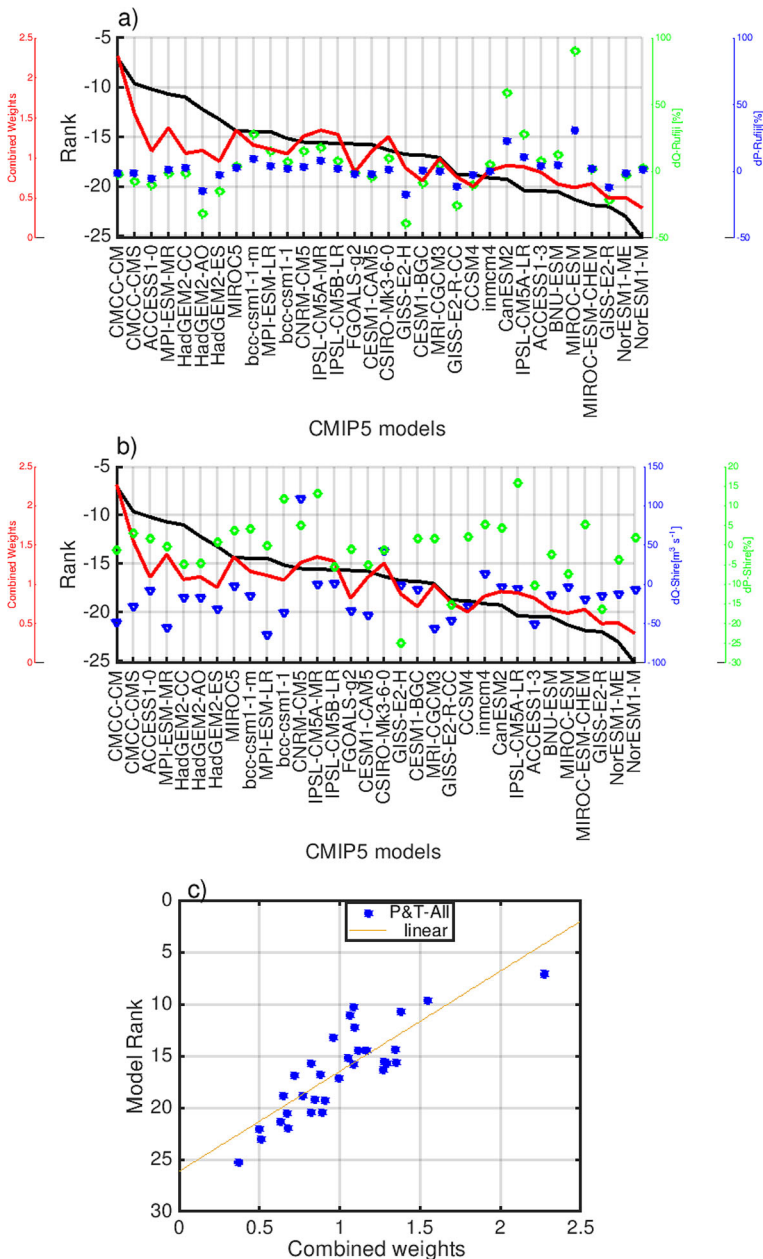 a)
2.5
2
1.5
1
0.5
0
Combined Weights
-5
-10
-15
-20
-25
Rank
100
50
0
-50
dQ-Rufiji[%]
100
50
0
-50
dP-Rufiji[%]
CMCC-CM
CMCC-CMS
ACCESS1-0
MPI-ESM-MR
HadGEM2-CC
HadGEM2-AO
HadGEM2-ES
MIROC5
bcc-csm1-1-m
MPI-ESM-LR
bcc-csm1-1
CNRM-CM5
IPSL-CM5A-MR
IPSL-CM5B-LR
FGOALS-g2
CESM1-CAM5
CSIRO-Mk3-6-0
GISS-E2-H
CESM1-BGC
MRI-CGCM3
GISS-E2-R-CC
CCSM4
inmcm4
CanESM2
IPSL-CM5A-LR
ACCESS1-3
BNU-ESM
MIROC-ESM
MIROC-ESM-CHEM
GISS-E2-R
NorESM1-ME
NorESM1-M
CMIP5 models
b)
2.5
2
1.5
1
0.5
0
Combined Weights
-5
-10
-15
-20
-25
Rank
150
100
50
0
-50
-100
dQ-Shire[m³ s⁻¹]
20
15
10
5
0
-5
-10
-15
-20
-25
-30
dP-Shire[%]
CMCC-CM
CMCC-CMS
ACCESS1-0
MPI-ESM-MR
HadGEM2-CC
HadGEM2-AO
HadGEM2-ES
MIROC5
bcc-csm1-1-m
MPI-ESM-LR
bcc-csm1-1
CNRM-CM5
IPSL-CM5A-MR
IPSL-CM5B-LR
FGOALS-g2
CESM1-CAM5
CSIRO-Mk3-6-0
GISS-E2-H
CESM1-BGC
MRI-CGCM3
GISS-E2-R-CC
CCSM4
inmcm4
CanESM2
IPSL-CM5A-LR
ACCESS1-3
BNU-ESM
MIROC-ESM
MIROC-ESM-CHEM
GISS-E2-R
NorESM1-ME
NorESM1-M
CMIP5 models
c)
P&T-All
linear
0
5
10
15
20
25
30
Model Rank
0
0.5
1
1.5
2
2.5
Combined weights